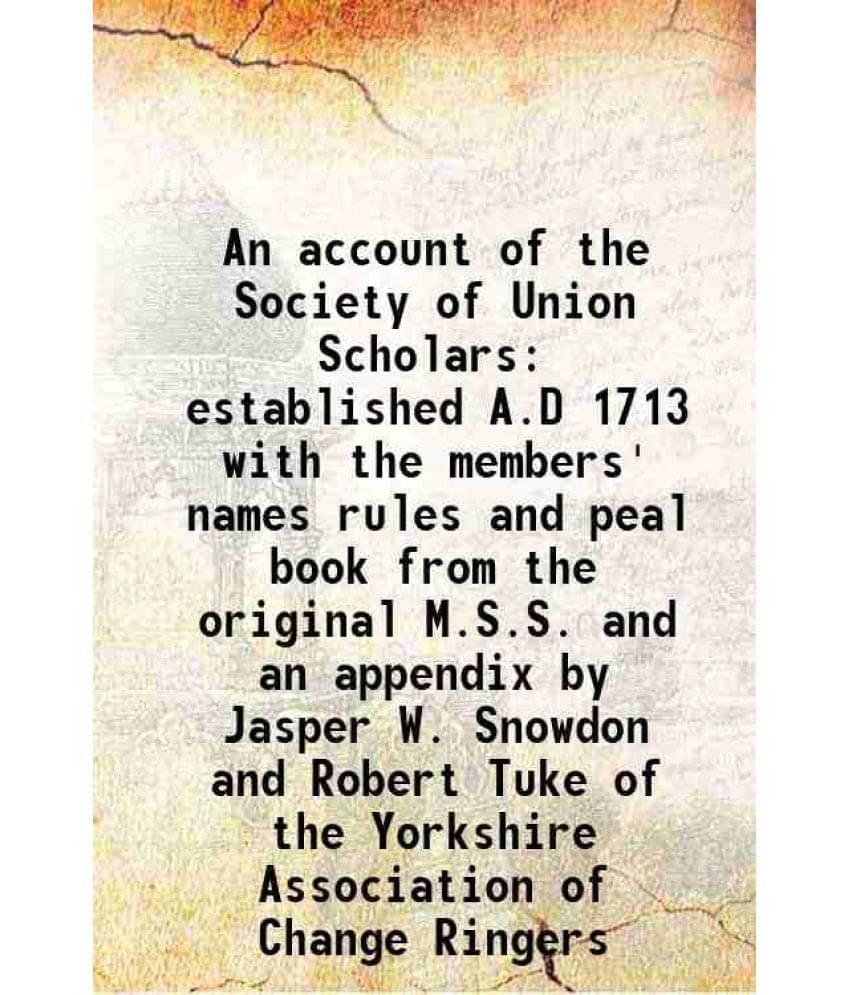 An account of the
Society of Union
Scholars:
established A.D 1713
with the members'
names rules and peal
book from the
original M.S.S. and
an appendix by
Jasper W. Snowdon
and Robert Tuke of
the Yorkshire
Association of
Change Ringers